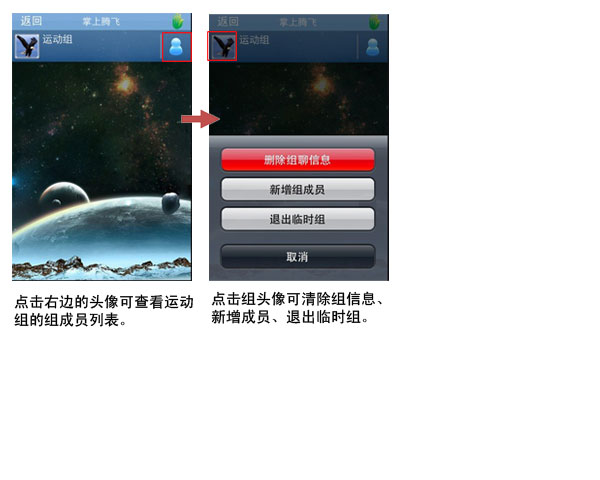 返回 掌上腾飞
运动组
点击右边的头像可查看运动
组的组成员列表。
返回 掌上腾飞
运动组
删除组聊信息
新增组成员
退出临时组
取消
点击组头像可清除组信息、
新增成员、退出临时组。